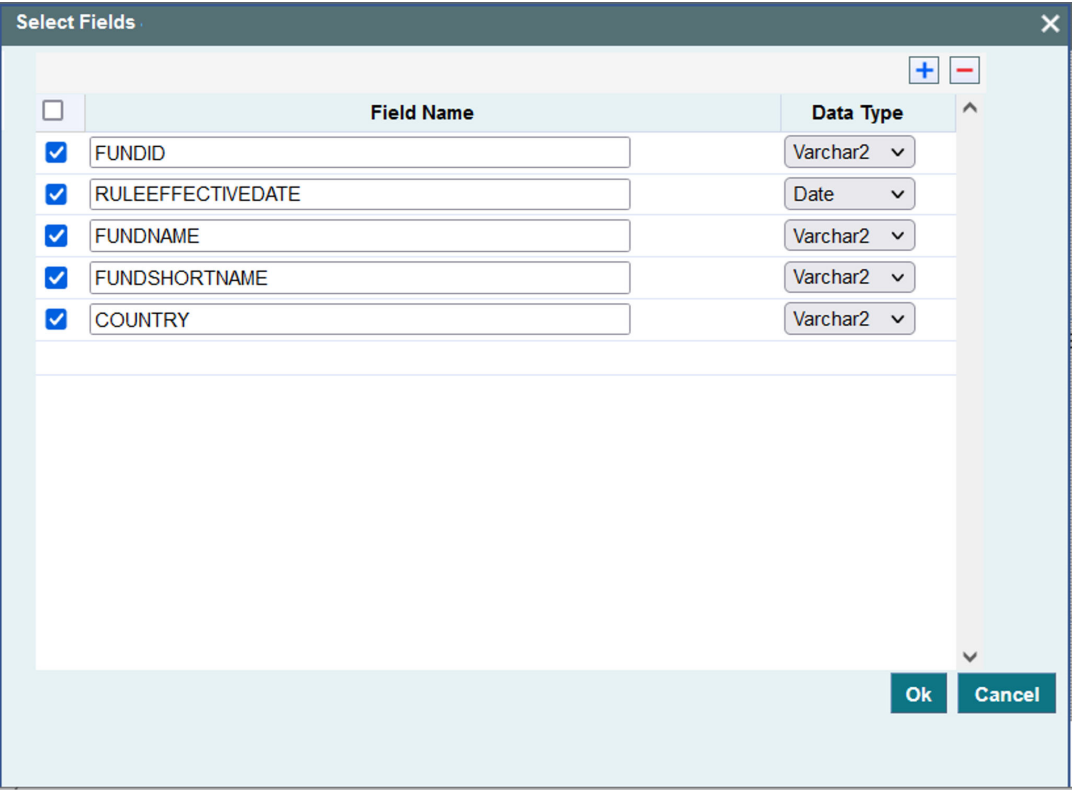 Select Fields
Field Name Data Type
FUNDID Varchar2
RULEEFFECTIVEDATE Date
FUNDNAME Varchar2
FUNDSHORTNAME Varchar2
COUNTRY Varchar2
Ok Cancel